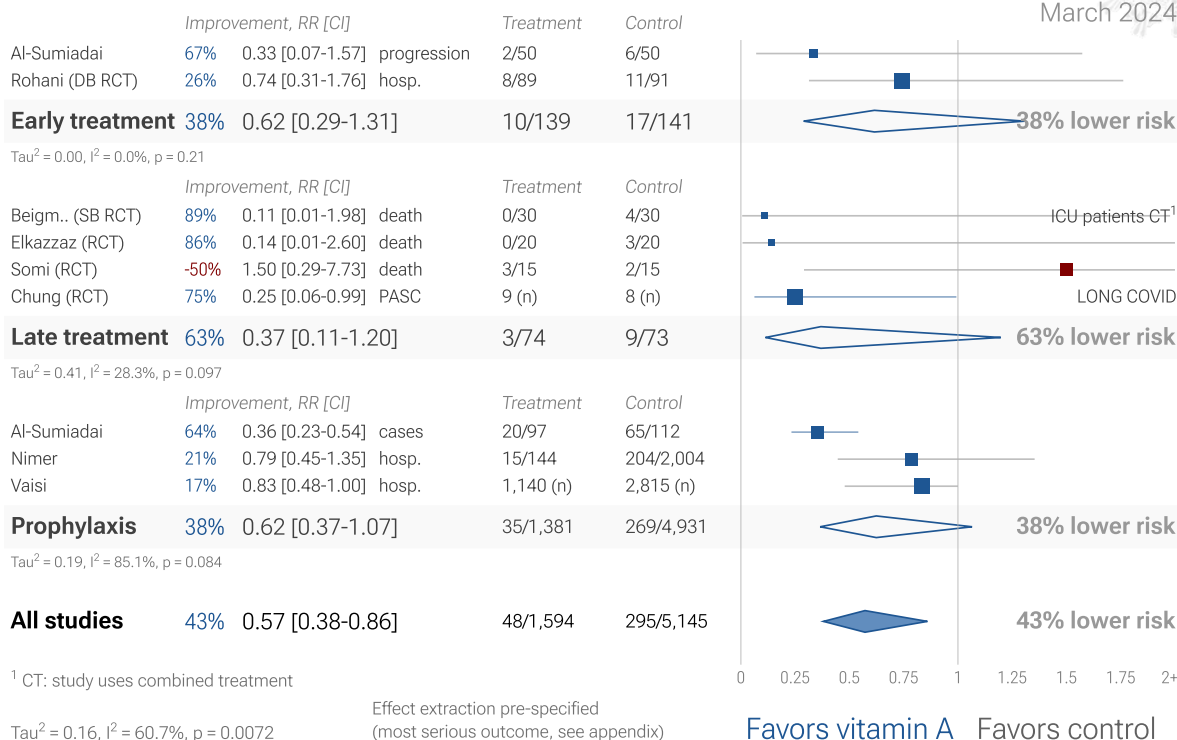 March 2024
Improvement, RR [CI] Treatment Control
Al-Sumiadai 67% 0.33 [0.07-1.57] progression 2/50 6/50
Rohani (DB RCT) 26% 0.74 [0.31-1.76] hosp. 8/89 11/91
Early treatment 38% 0.62 [0.29-1.31] 10/139 17/141 38% lower risk
Tau² = 0.00, I² = 0.0%, p = 0.21
Improvement, RR [CI] Treatment Control
Beigm.. (SB RCT) 89% 0.11 [0.01-1.98] death 0/30 4/30 ICU patients CT¹
Elkazzaz (RCT) 86% 0.14 [0.01-2.60] death 0/20 3/20
Somi (RCT) -50% 1.50 [0.29-7.73] death 3/15 2/15
Chung (RCT) 75% 0.25 [0.06-0.99] PASC 9 (n) 8 (n) LONG COVID
Late treatment 63% 0.37 [0.11-1.20] 3/74 9/73 63% lower risk
Tau² = 0.41, I² = 28.3%, p = 0.097
Improvement, RR [CI] Treatment Control
Al-Sumiadai 64% 0.36 [0.23-0.54] cases 20/97 65/112
Nimer 21% 0.79 [0.45-1.35] hosp. 15/144 204/2,004
Vaisi 17% 0.83 [0.48-1.00] hosp. 1,140 (n) 2,815 (n)
Prophylaxis 38% 0.62 [0.37-1.07] 35/1,381 269/4,931 38% lower risk
Tau² = 0.19, I² = 85.1%, p = 0.084
All studies 43% 0.57 [0.38-0.86] 48/1,594 295/5,145 43% lower risk
0 0.25 0.5 0.75 1 1.25 1.5 1.75 2+
¹ CT: study uses combined treatment
Tau² = 0.16, I² = 60.7%, p = 0.0072
Effect extraction pre-specified
(most serious outcome, see appendix)
Favors vitamin A Favors control